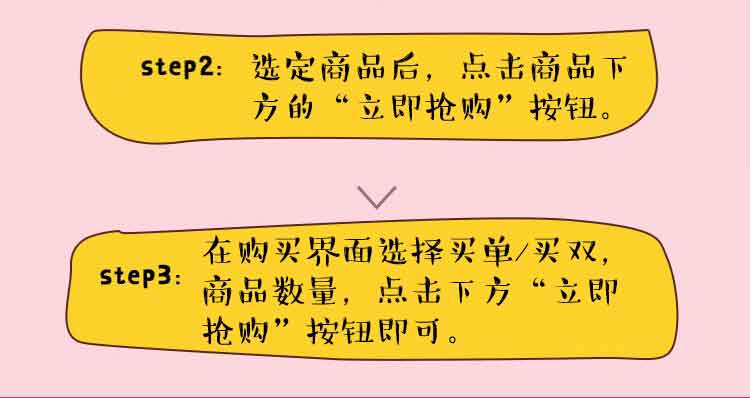 step2: 选定商品后，点击商品下
方的“立即抢购”按钮。
在购买界面选择买单/买双，
step3: 商品数量，点击下方“立即
抢购”按钮即可。